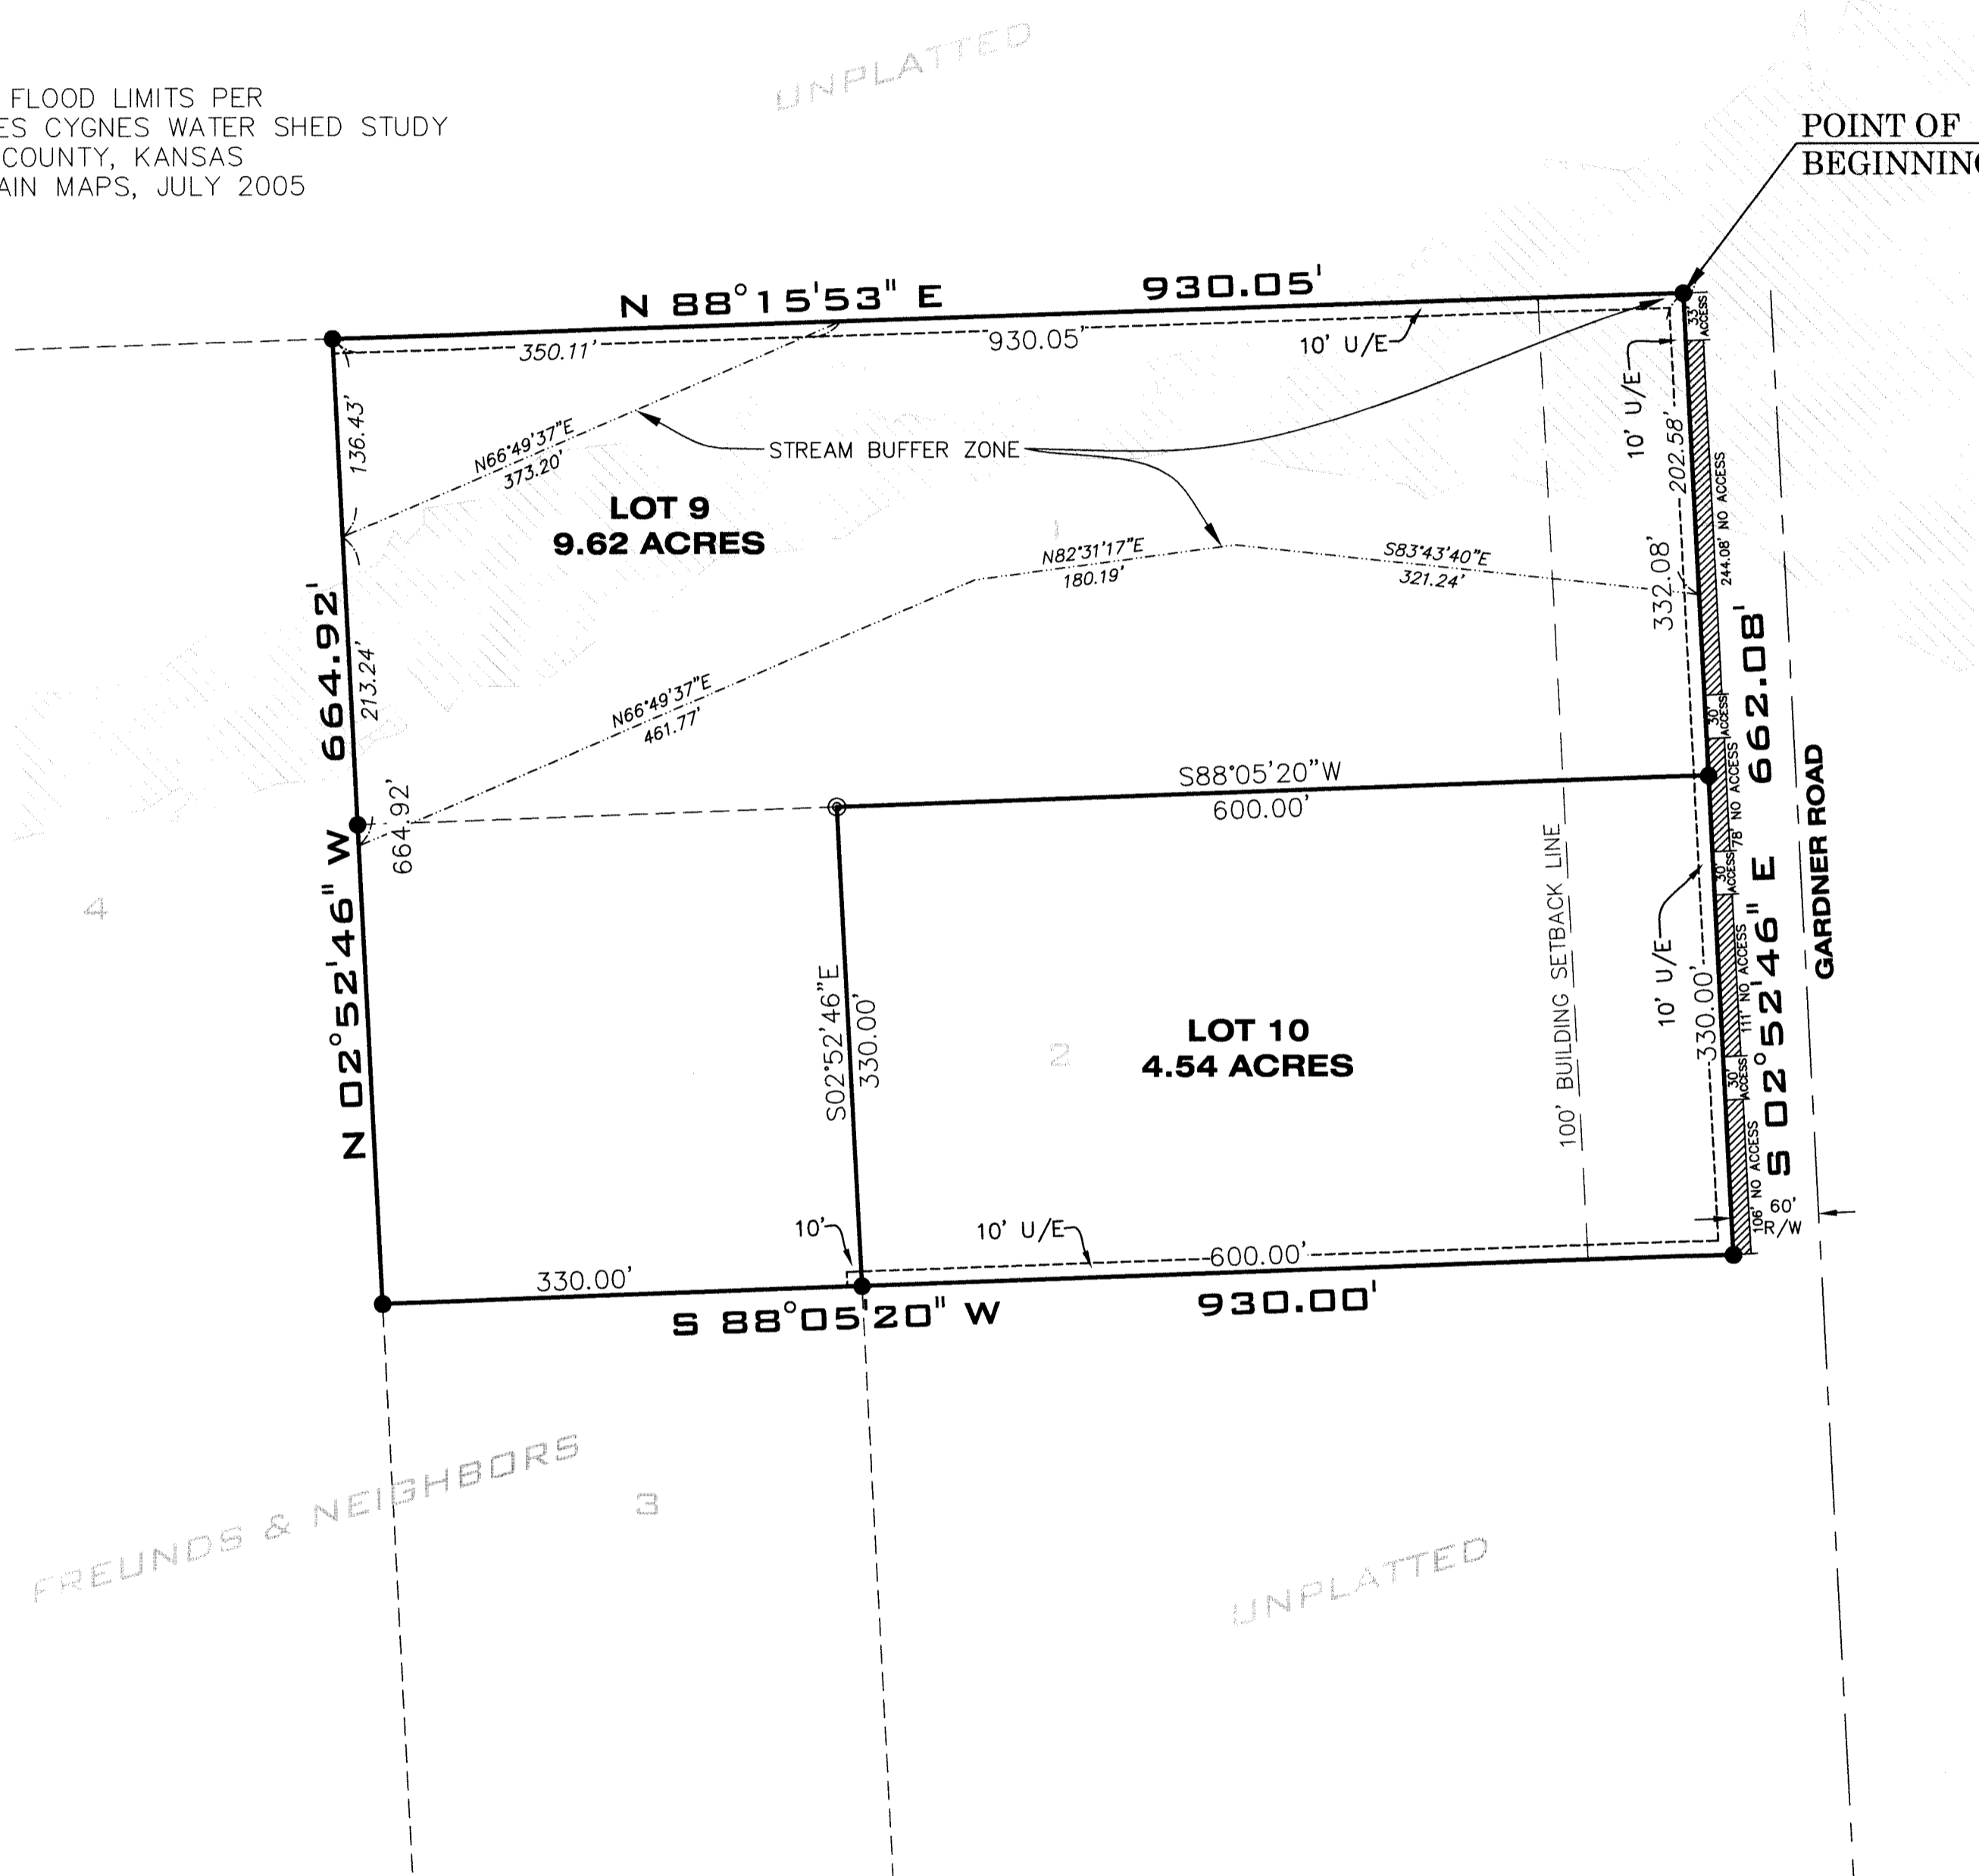 UNPLATTED
FLOOD LIMITS PER
ES CYGNES WATER SHED STUDY
COUNTY, KANSAS
AIN MAPS, JULY 2005
POINT OF
BEGINNING
N 88°15'53" E 930.05'
350.11'
930.05'
10' U/E
33'
ACCESS
10' U/E
136.43'
N66°49'37"E
373.20'
STREAM BUFFER ZONE
202.58'
244.08' NO ACCESS
LOT 9
9.62 ACRES
1
N82°31'17"E
180.19'
S83°43'40"E
321.24'
332.08'
N 02°52'46" W 664.92'
213.24'
N66°49'37"E
461.77'
664.92'
30'
ACCESS
S 02°52'46" E 662.08'
78' NO ACCESS
S88°05'20"W
600.00'
GARDNER ROAD
30'
ACCESS
4
100' BUILDING SETBACK LINE
10' U/E
330.00'
111' NO ACCESS
S02°52'46"E
330.00'
2
LOT 10
4.54 ACRES
30'
ACCESS
106' NO ACCESS
60'
R/W
10'
10' U/E
600.00'
330.00'
S 88°05'20" W 930.00'
FREUNDS & NEIGHBORS
3
UNPLATTED